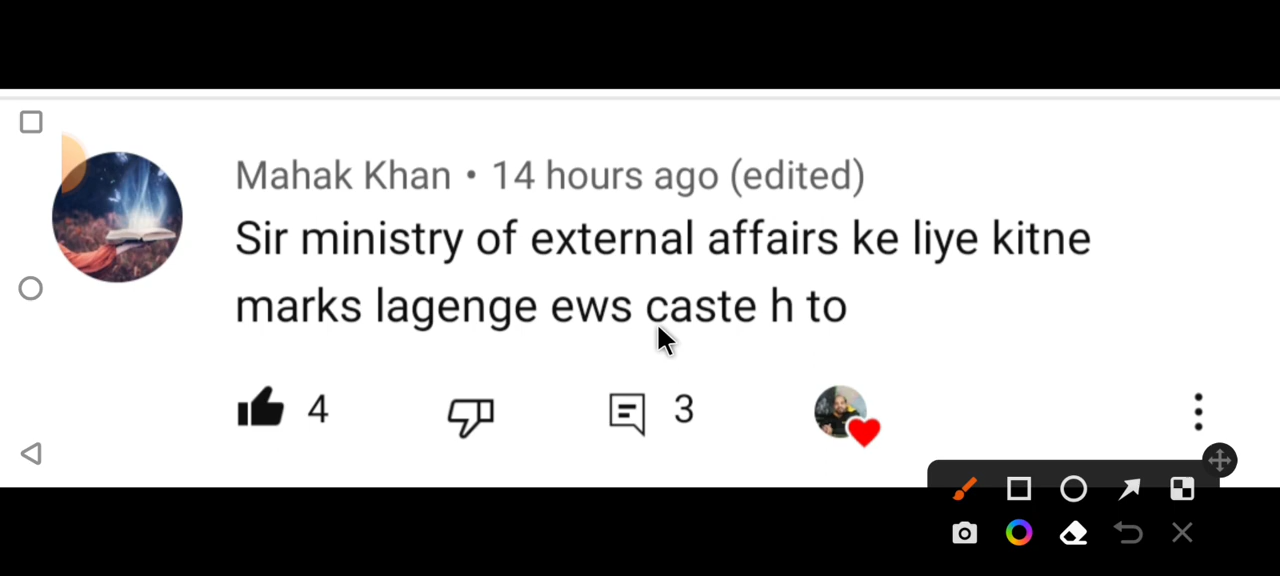 Mahak Khan • 14 hours ago (edited)
Sir ministry of external affairs ke liye kitne
marks lagenge ews caste h to
4
3